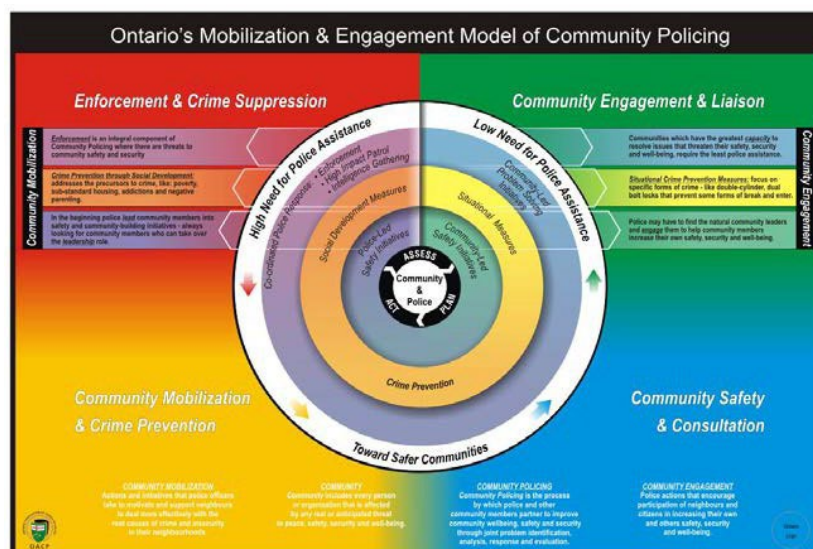 Ontario's Mobilization & Engagement Model of Community Policing
Enforcement & Crime Suppression
Community Engagement & Liaison
Community Mobilization
Enforcement is an integral component of
Community Policing where there are threats to
community safety and security
Crime Prevention through Social Development:
addresses the precursors to crime, like: poverty,
sub-standard housing, addictions and negative
parenting.
In the beginning police lead community members into
safety and community-building initiatives - always
looking for community members who can take over
the leadership role.
High Need for Police Assistance
Co-ordinated Police Response:
• Enforcement
• High Impact Patrol
• Intelligence Gathering
Social Development Measures
Police-Led
Safety Initiatives
Low Need for Police Assistance
Community-Led
Problem Solving
Initiatives
Situational Measures
Community-Led
Safety Initiatives
Communities which have the greatest capacity to
resolve issues that threaten their safety, security
and well-being, require the least police assistance.
Situational Crime Prevention Measures; focus on
specific forms of crime - like double-cylinder, dual
bolt locks that prevent some forms of break and enter.
Police may have to find the natural community leaders
and engage them to help community members
increase their own safety, security and well-being.
Community Engagement
ASSESS
PLAN
ACT
Community
&
Police
Crime Prevention
Toward Safer Communities
Community Mobilization
& Crime Prevention
Community Safety
& Consultation
COMMUNITY MOBILIZATION
Actions and initiatives that police officers
take to motivate and support neighbours
to deal more effectively with the
root causes of crime and insecurity
in their neighbourhoods
COMMUNITY
Community includes every person
or organization that is affected
by any real or anticipated threat
to peace, safety, security and well-being.
COMMUNITY POLICING
Community Policing is the process
by which police and other
community members partner to improve
community wellbeing, safety and security
through joint problem identification,
analysis, response and evaluation.
COMMUNITY ENGAGEMENT
Police actions that encourage
participation of neighbours and
citizens in increasing their own
and others safety, security
and well-being.
OACP